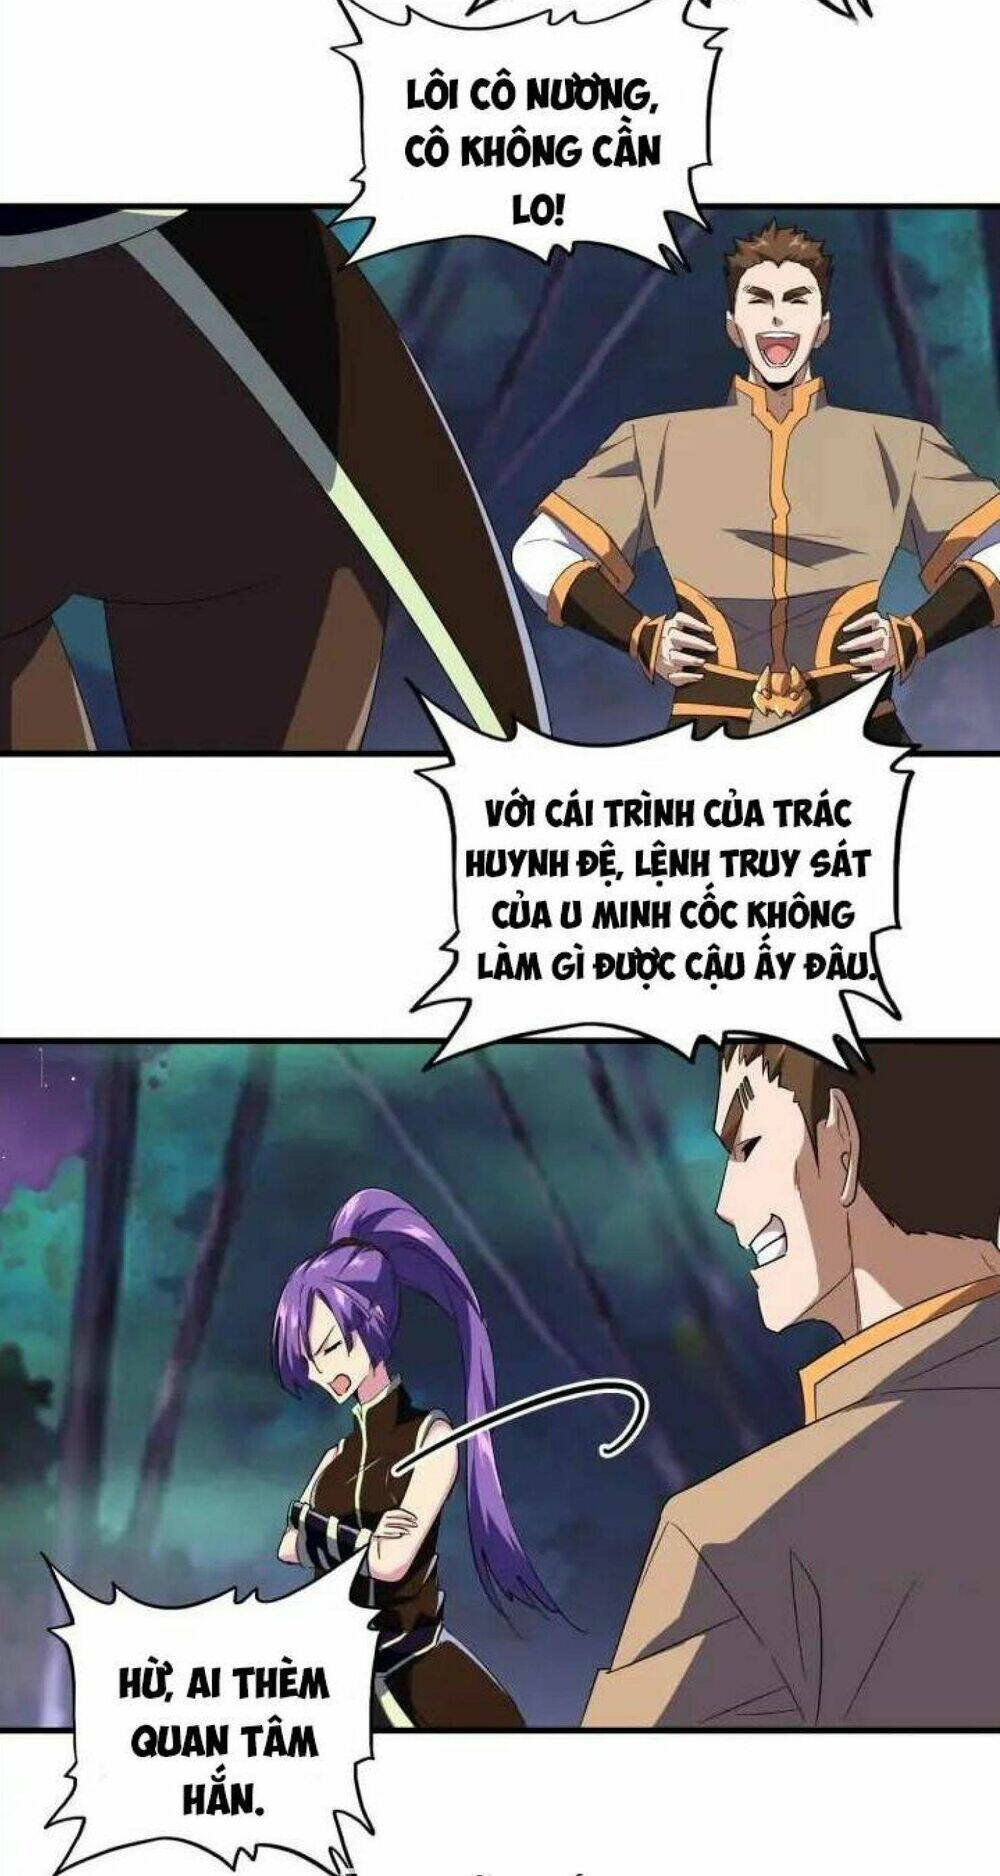 LÔI CÔ NƯƠNG,
CÔ KHÔNG CẦN
LO!
VỚI CÁI TRÌNH CỦA TRÁC
HUYNH ĐỆ, LỆNH TRUY SÁT
CỦA U MINH CỐC KHÔNG
LÀM GÌ ĐƯỢC CẬU ẤY ĐÂU.
HỪ, AI THÈM
QUAN TÂM
HẮN.